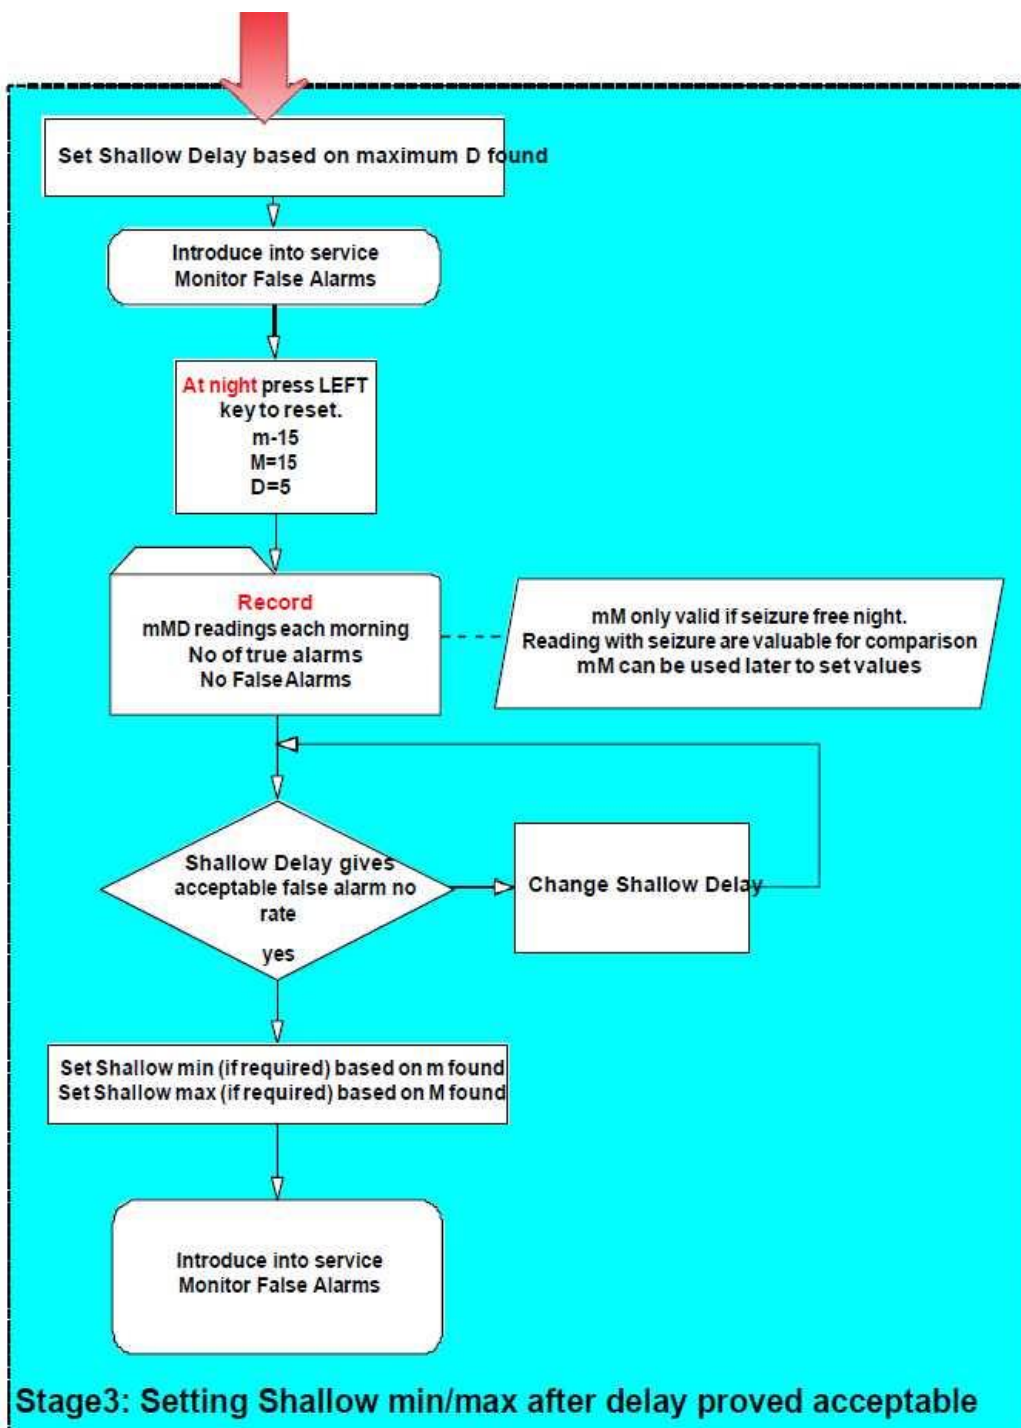 Set Shallow Delay based on maximum D found
Introduce into service
Monitor False Alarms
At night press LEFT
key to reset.
m-15
M=15
D=5
Record
mMD readings each morning
No of true alarms
No False Alarms
mM only valid if seizure free night.
Reading with seizure are valuable for comparison
mM can be used later to set values
Shallow Delay gives
acceptable false alarm no
rate
yes
Change Shallow Delay
Set Shallow min (if required) based on m found
Set Shallow max (if required) based on M found
Introduce into service
Monitor False Alarms
Stage3: Setting Shallow min/max after delay proved acceptable